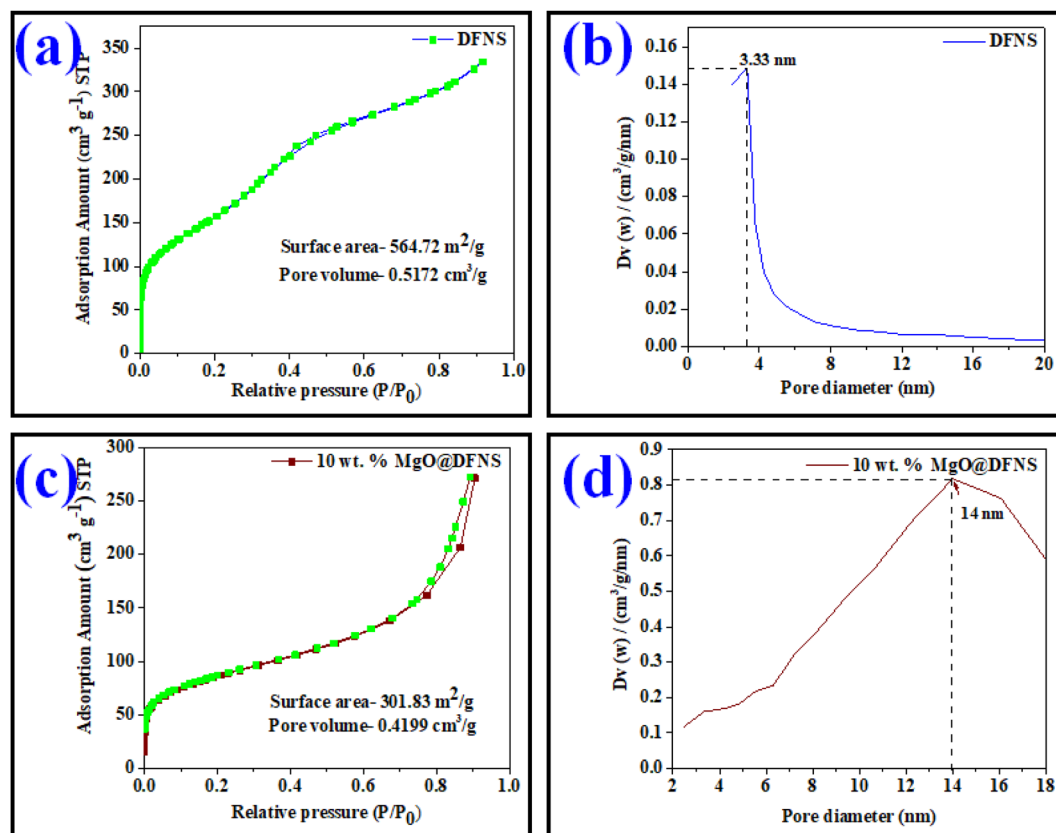 (a)
DFNS
350
300
250
200
150
100
50
0
Adsorption Amount (cm³ g⁻¹) STP
Surface area- 564.72 m²/g
Pore volume- 0.5172 cm³/g
0.0 0.2 0.4 0.6 0.8 1.0
Relative pressure (P/P₀)
(b)
DFNS
3.33 nm
0.16
0.14
0.12
0.10
0.08
0.06
0.04
0.02
0.00
Dv (w) / (cm³/g/nm)
0 4 8 12 16 20
Pore diameter (nm)
(c)
10 wt. % MgO@DFNS
300
250
200
150
100
50
0
Adsorption Amount (cm³ g⁻¹) STP
Surface area- 301.83 m²/g
Pore volume- 0.4199 cm³/g
0.0 0.2 0.4 0.6 0.8 1.0
Relative pressure (P/P₀)
(d)
10 wt. % MgO@DFNS
14 nm
0.9
0.8
0.7
0.6
0.5
0.4
0.3
0.2
0.1
0.0
Dv (w) / (cm³/g/nm)
2 4 6 8 10 12 14 16 18
Pore diameter (nm)